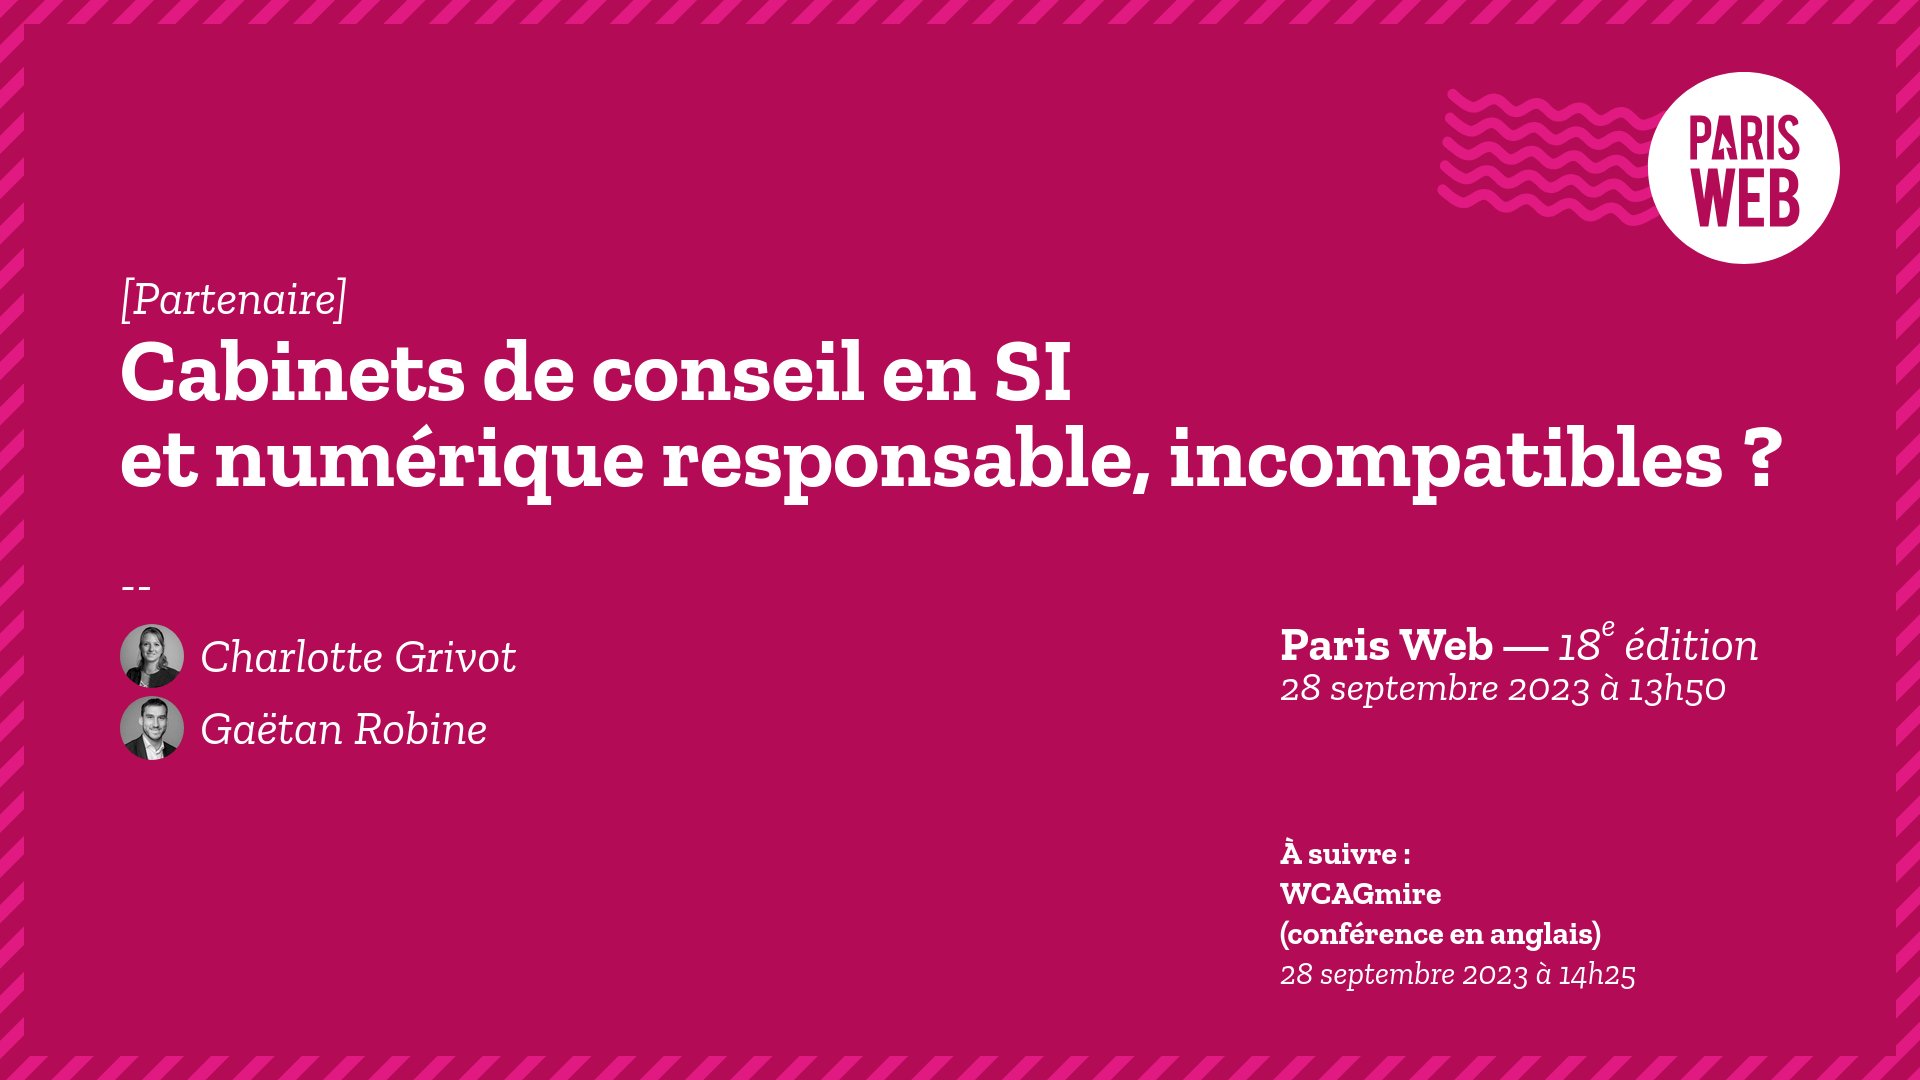 PARIS
WEB
[Partenaire]
Cabinets de conseil en SI
et numérique responsable, incompatibles ?
--
Charlotte Grivot
Gaëtan Robine
Paris Web — 18e édition
28 septembre 2023 à 13h50
À suivre :
WCAGmire
(conférence en anglais)
28 septembre 2023 à 14h25